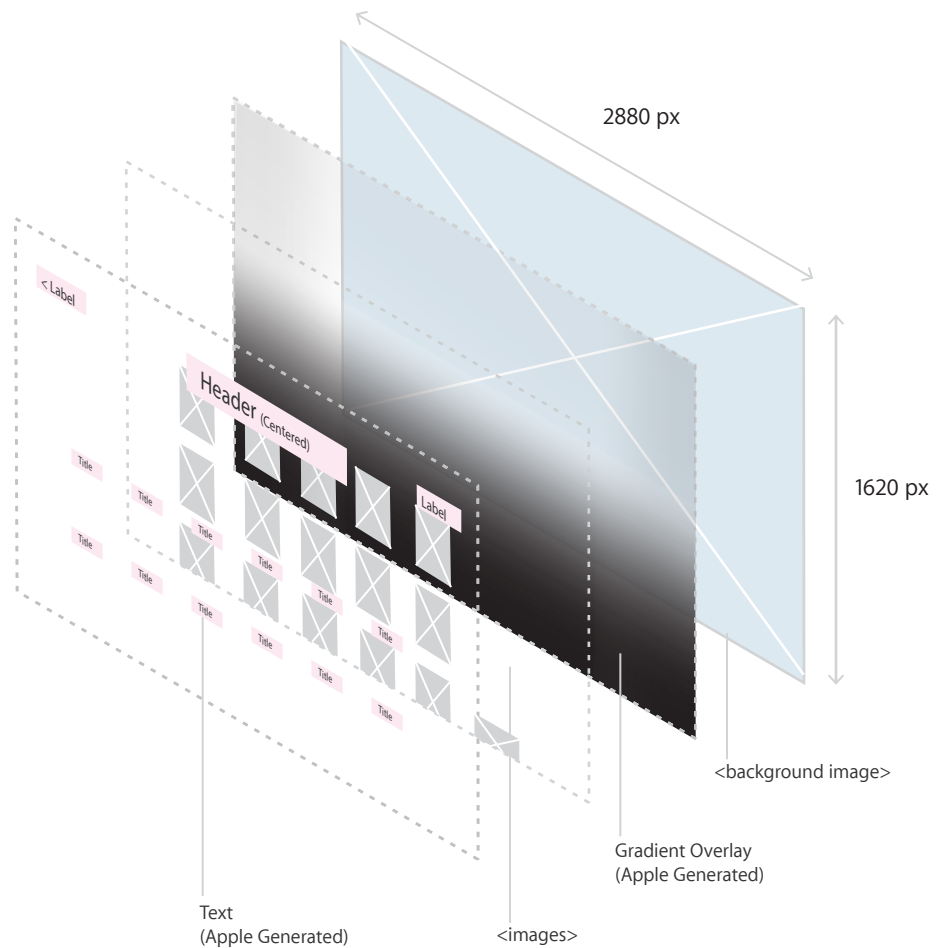 2880 px
< Label
Header (Centered)
Label
1620 px
Title
Title
Title
Title
Title
Title
Title
Title
Title
Title
Title
Title
<background image>
Gradient Overlay
(Apple Generated)
Text
(Apple Generated)
<images>